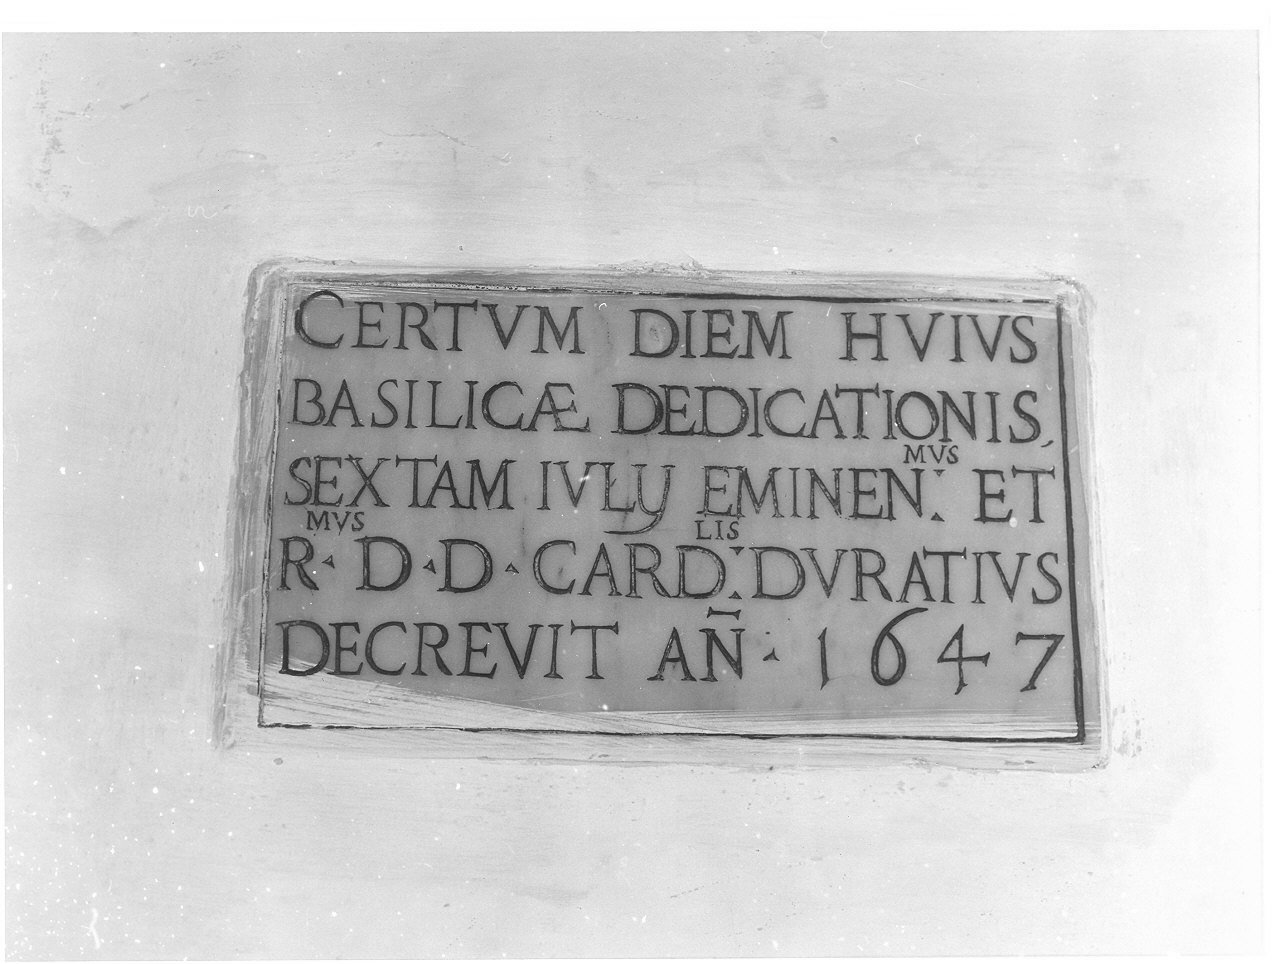 CERTVM DIEM HVIVS
BASILICÆ DEDICATIONIS,
SEXTAM IVLY EMINEN:MVS ET
R·MVS D·D· CARD:LIS DVRATIVS
DECREVIT AÑ· 1647